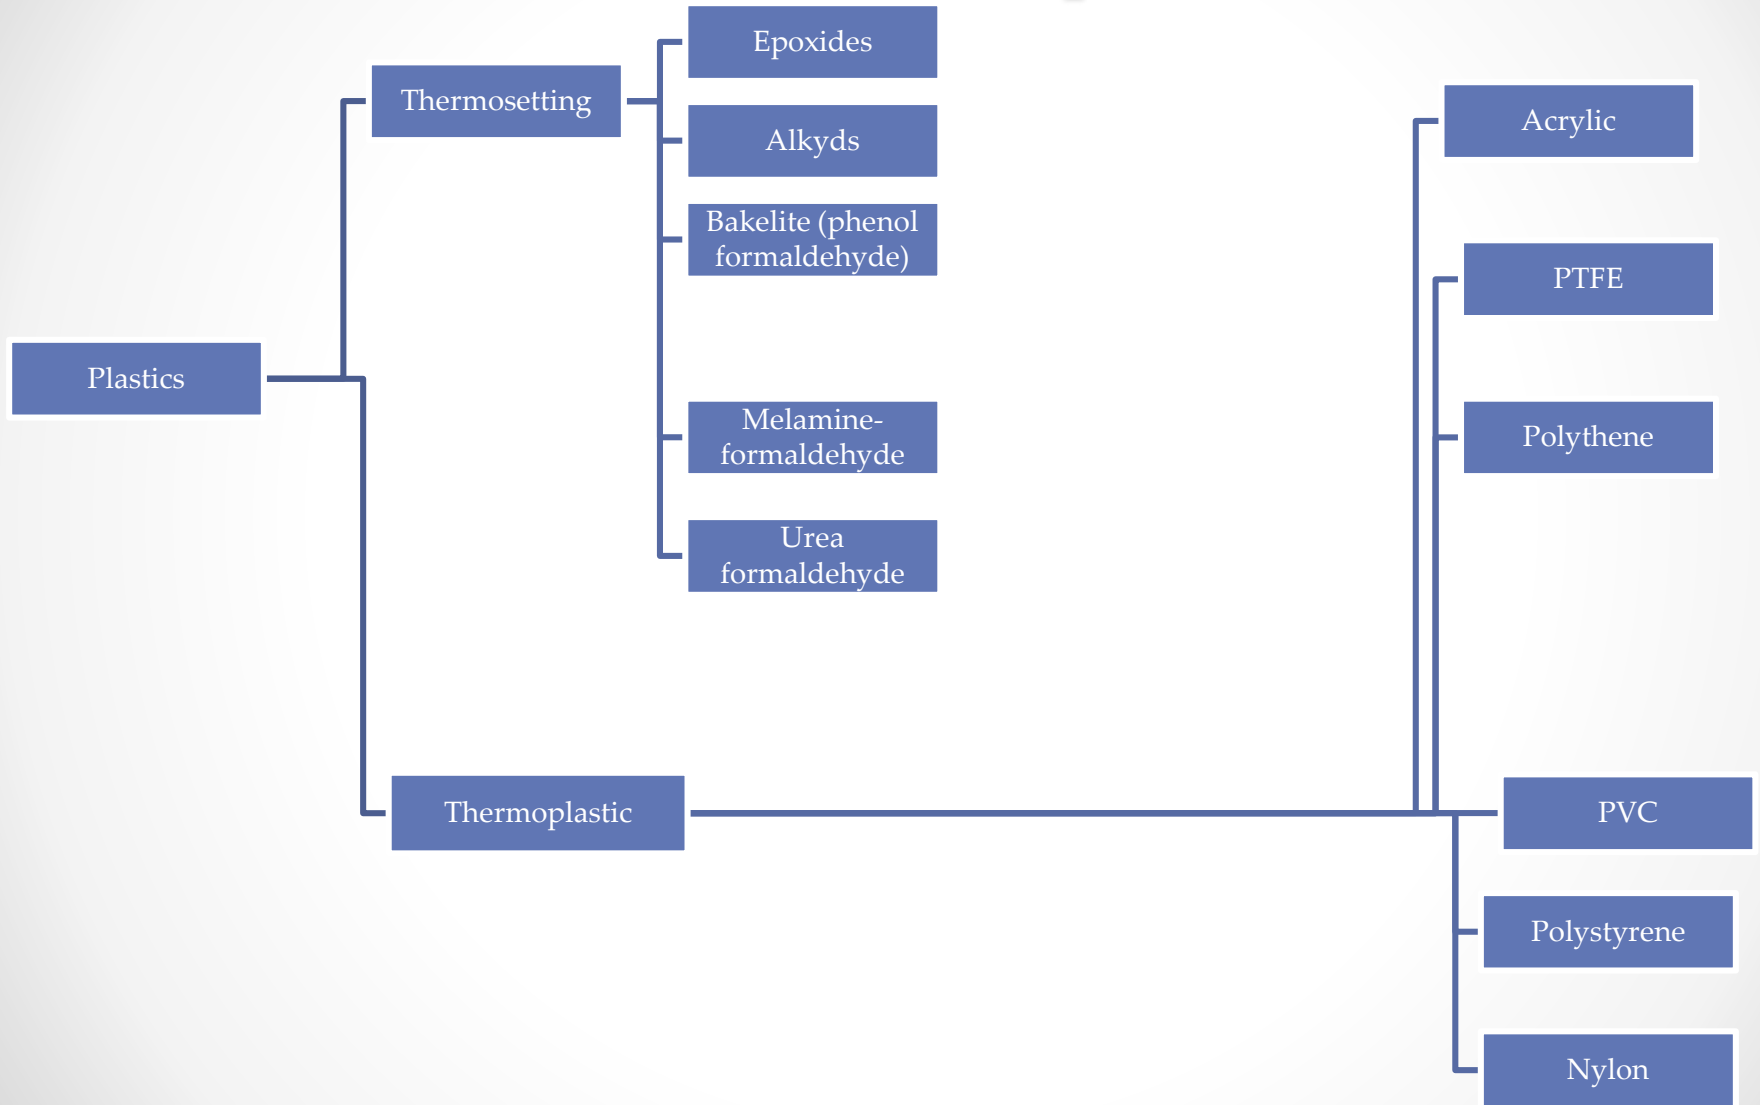 Plastics
Thermosetting
Epoxides
Alkyds
Bakelite (phenol
formaldehyde)
Melamine-
formaldehyde
Urea
formaldehyde
Thermoplastic
Acrylic
PTFE
Polythene
PVC
Polystyrene
Nylon